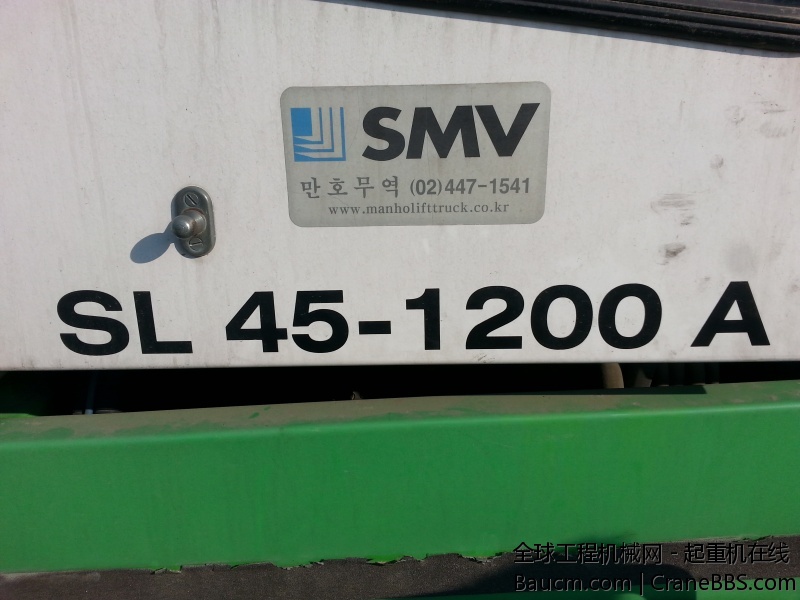 SMV
만호무역 (02)447-1541
www.manholifttruck.co.kr
SL 45-1200 A
全球工程机械网 - 起重机在线
Baucm.com | CraneBBS.com